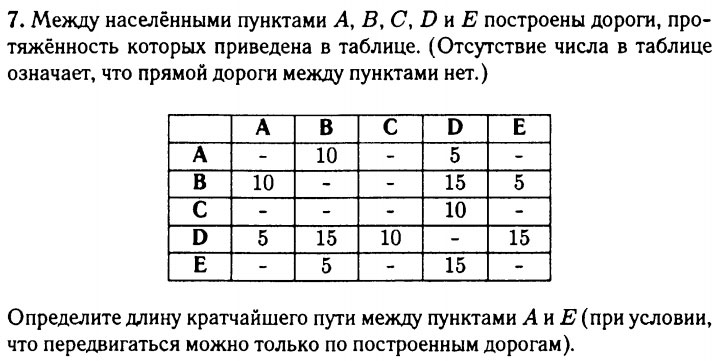 7. Между населёнными пунктами A, B, C, D и E построены дороги, про-
тяжённость которых приведена в таблице. (Отсутствие числа в таблице
означает, что прямой дороги между пунктами нет.)
A B C D E
A - 10 - 5 -
B 10 - - 15 5
C - - - 10 -
D 5 15 10 - 15
E - 5 - 15 -
Определите длину кратчайшего пути между пунктами A и E (при условии,
что передвигаться можно только по построенным дорогам).